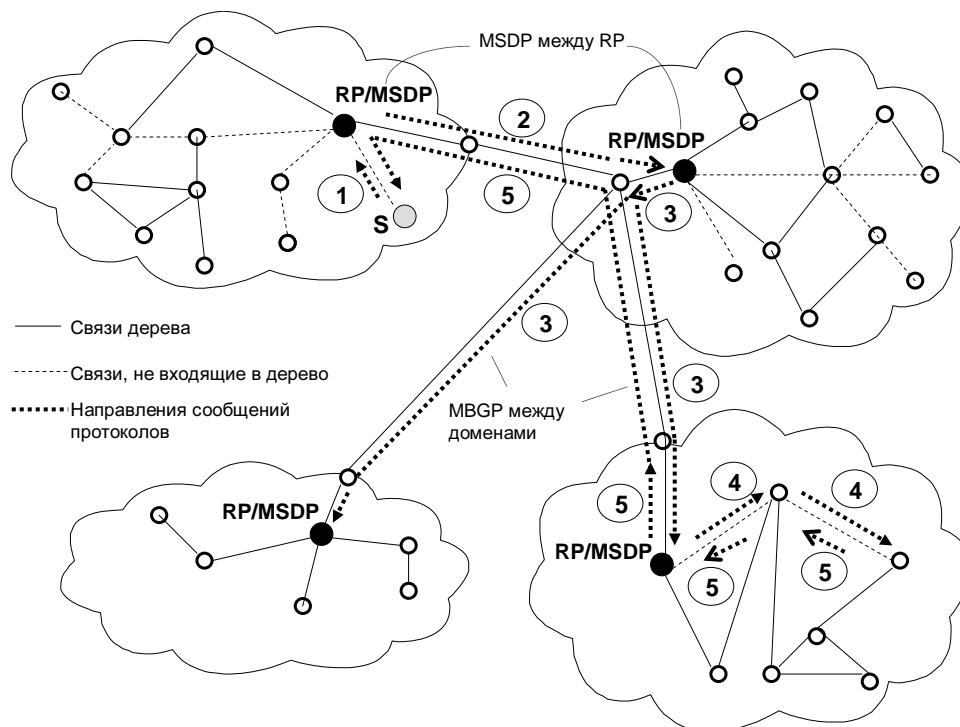 MSDP между RP
RP/MSDP
2
RP/MSDP
1
5
3
S
3
Связи дерева
Связи, не входящие в дерево
3
Направления сообщений
протоколов
MBGP между
доменами
4
4
5
RP/MSDP
RP/MSDP
5
5